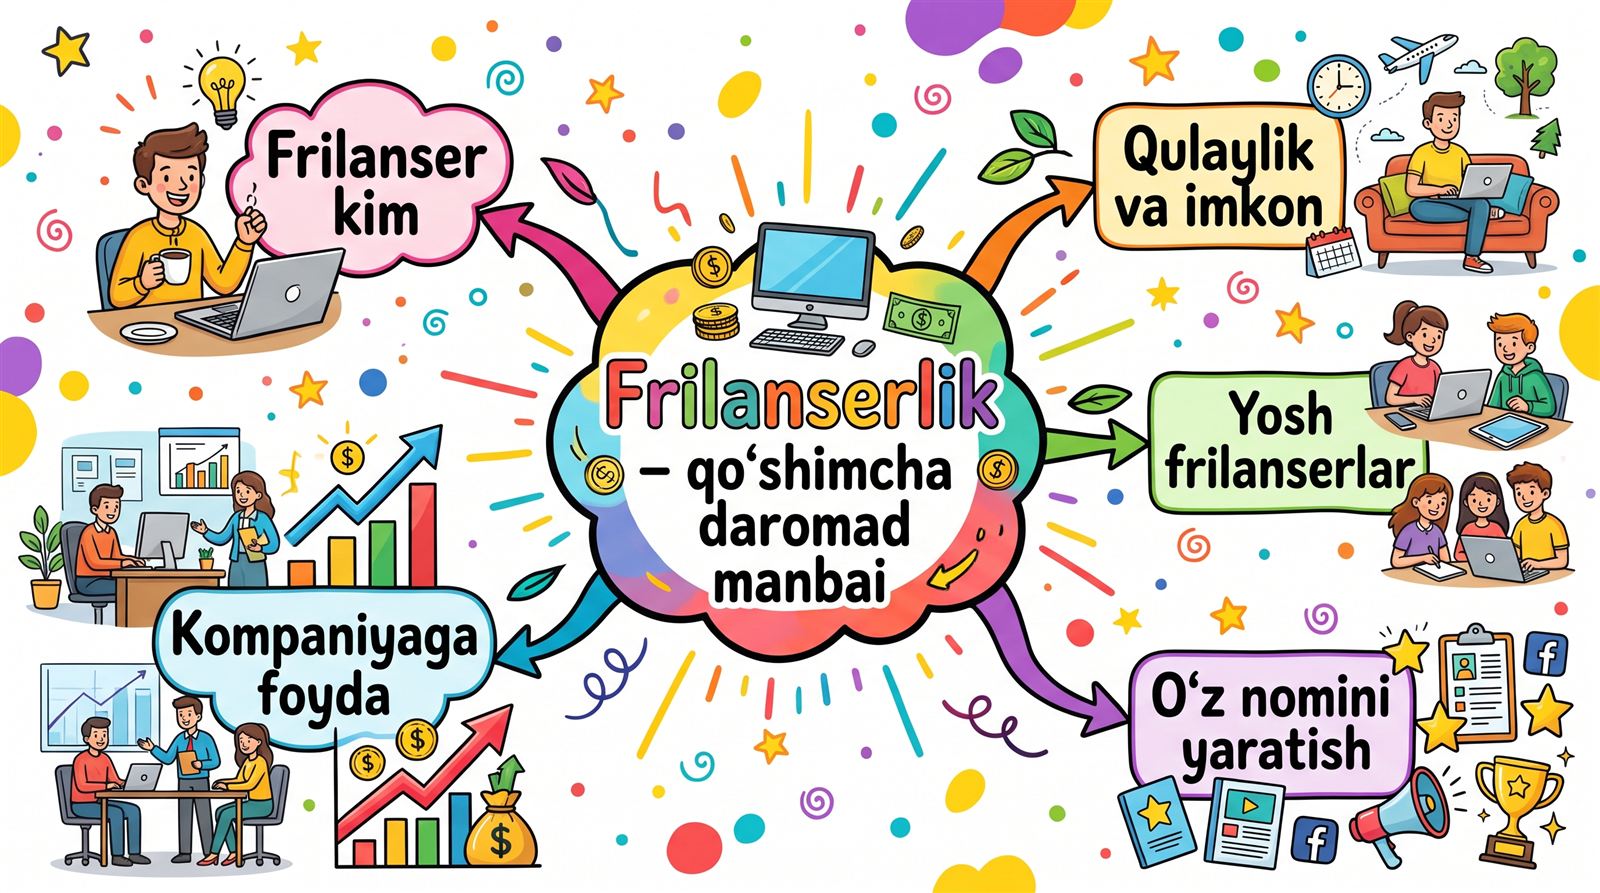 Frilanser
kim
Qulaylik
va imkon
Frilanserlik
– qo‘shimcha
daromad
manbai
Yosh
frilanserlar
Kompaniyaga
foyda
O‘z nomini
yaratish